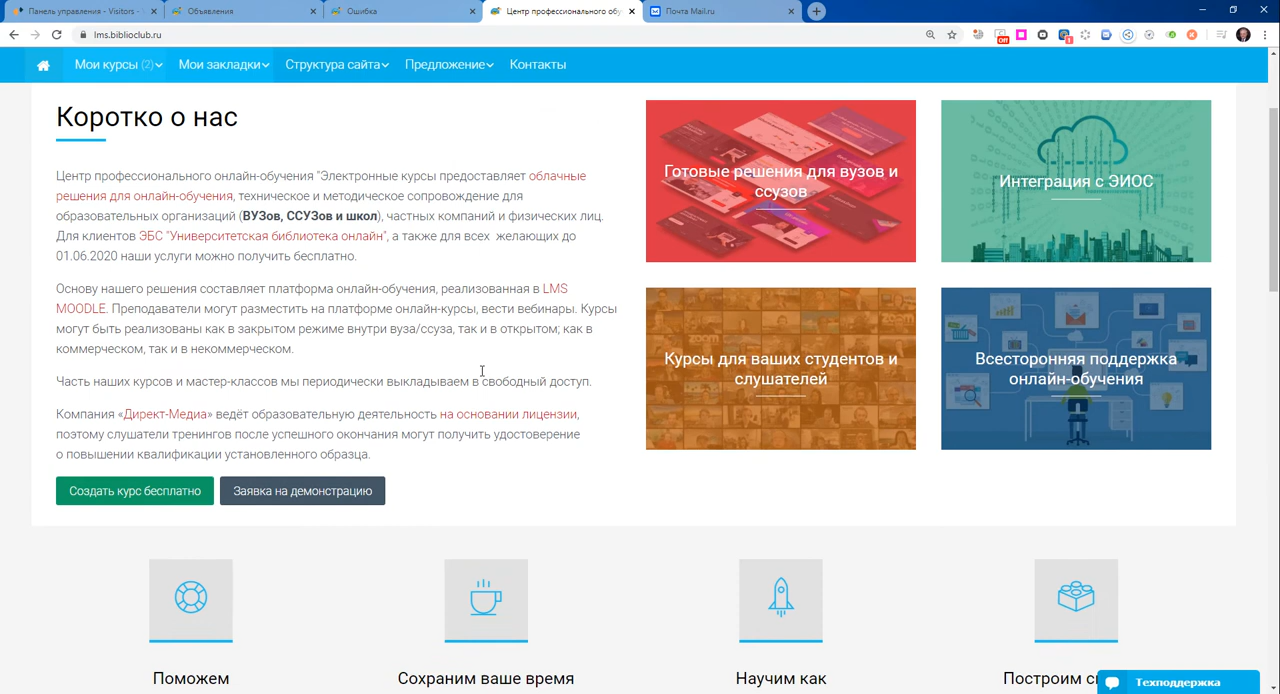 Панель управления - Visitors -
Объявления
Ошибка
Центр профессионального обу
Почта Mail.ru
lms.biblioclub.ru
Off
1
Мои курсы (2)
Мои закладки
Структура сайта
Предложение
Контакты
Коротко о нас
Центр профессионального онлайн-обучения "Электронные курсы предоставляет облачные
решения для онлайн-обучения, техническое и методическое сопровождение для
образовательных организаций (ВУЗов, ССУЗов и школ), частных компаний и физических лиц.
Для клиентов ЭБС "Университетская библиотека онлайн", а также для всех желающих до
01.06.2020 наши услуги можно получить бесплатно.
Основу нашего решения составляет платформа онлайн-обучения, реализованная в LMS
MOODLE. Преподаватели могут разместить на платформе онлайн-курсы, вести вебинары. Курсы
могут быть реализованы как в закрытом режиме внутри вуза/ссуза, так и в открытом; как в
коммерческом, так и в некоммерческом.
Часть наших курсов и мастер-классов мы периодически выкладываем в свободный доступ.
Компания «Директ-Медиа» ведёт образовательную деятельность на основании лицензии,
поэтому слушатели тренингов после успешного окончания могут получить удостоверение
о повышении квалификации установленного образца.
Создать курс бесплатно
Заявка на демонстрацию
Готовые решения для вузов и
ссузов
Интеграция с ЭИОС
zoom
zoom
Курсы для ваших студентов и
слушателей
Всесторонняя поддержка
онлайн-обучения
Поможем
Сохраним ваше время
Научим как
Построим
Техподдержка